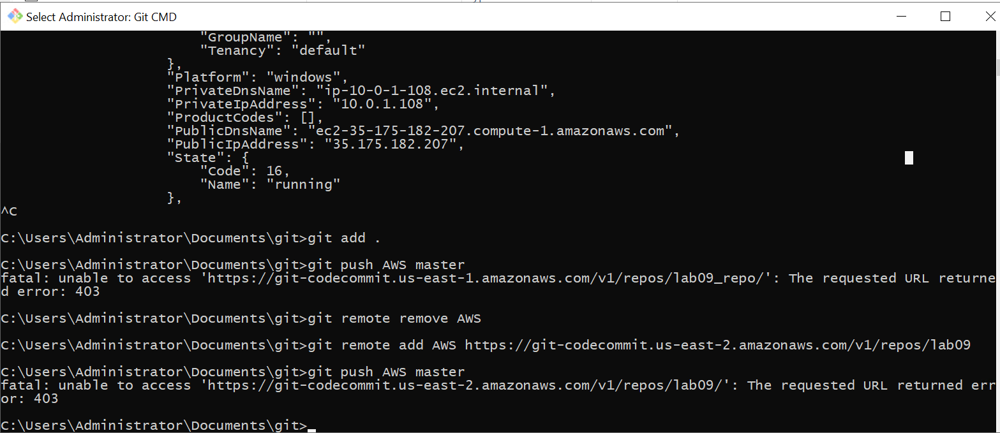 Select Administrator: Git CMD
"GroupName": "",
"Tenancy": "default"
},
"Platform": "windows",
"PrivateDnsName": "ip-10-0-1-108.ec2.internal",
"PrivateIpAddress": "10.0.1.108",
"ProductCodes": [],
"PublicDnsName": "ec2-35-175-182-207.compute-1.amazonaws.com",
"PublicIpAddress": "35.175.182.207",
"State": {
"Code": 16,
"Name": "running"
},
^C
C:\Users\Administrator\Documents\git>git add .
C:\Users\Administrator\Documents\git>git push AWS master
fatal: unable to access 'https://git-codecommit.us-east-1.amazonaws.com/v1/repos/lab09_repo/': The requested URL returne
d error: 403
C:\Users\Administrator\Documents\git>git remote remove AWS
C:\Users\Administrator\Documents\git>git remote add AWS https://git-codecommit.us-east-2.amazonaws.com/v1/repos/lab09
C:\Users\Administrator\Documents\git>git push AWS master
fatal: unable to access 'https://git-codecommit.us-east-2.amazonaws.com/v1/repos/lab09/': The requested URL returned err
or: 403
C:\Users\Administrator\Documents\git>